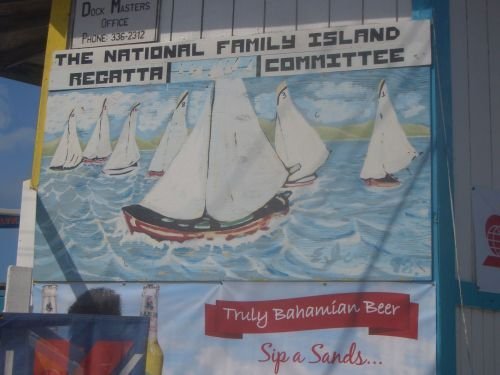 DOCK MASTERS
OFFICE
PHONE: 336-2312
THE NATIONAL FAMILY ISLAND
REGATTA COMMITTEE
Truly Bahamian Beer
Sip a Sands...